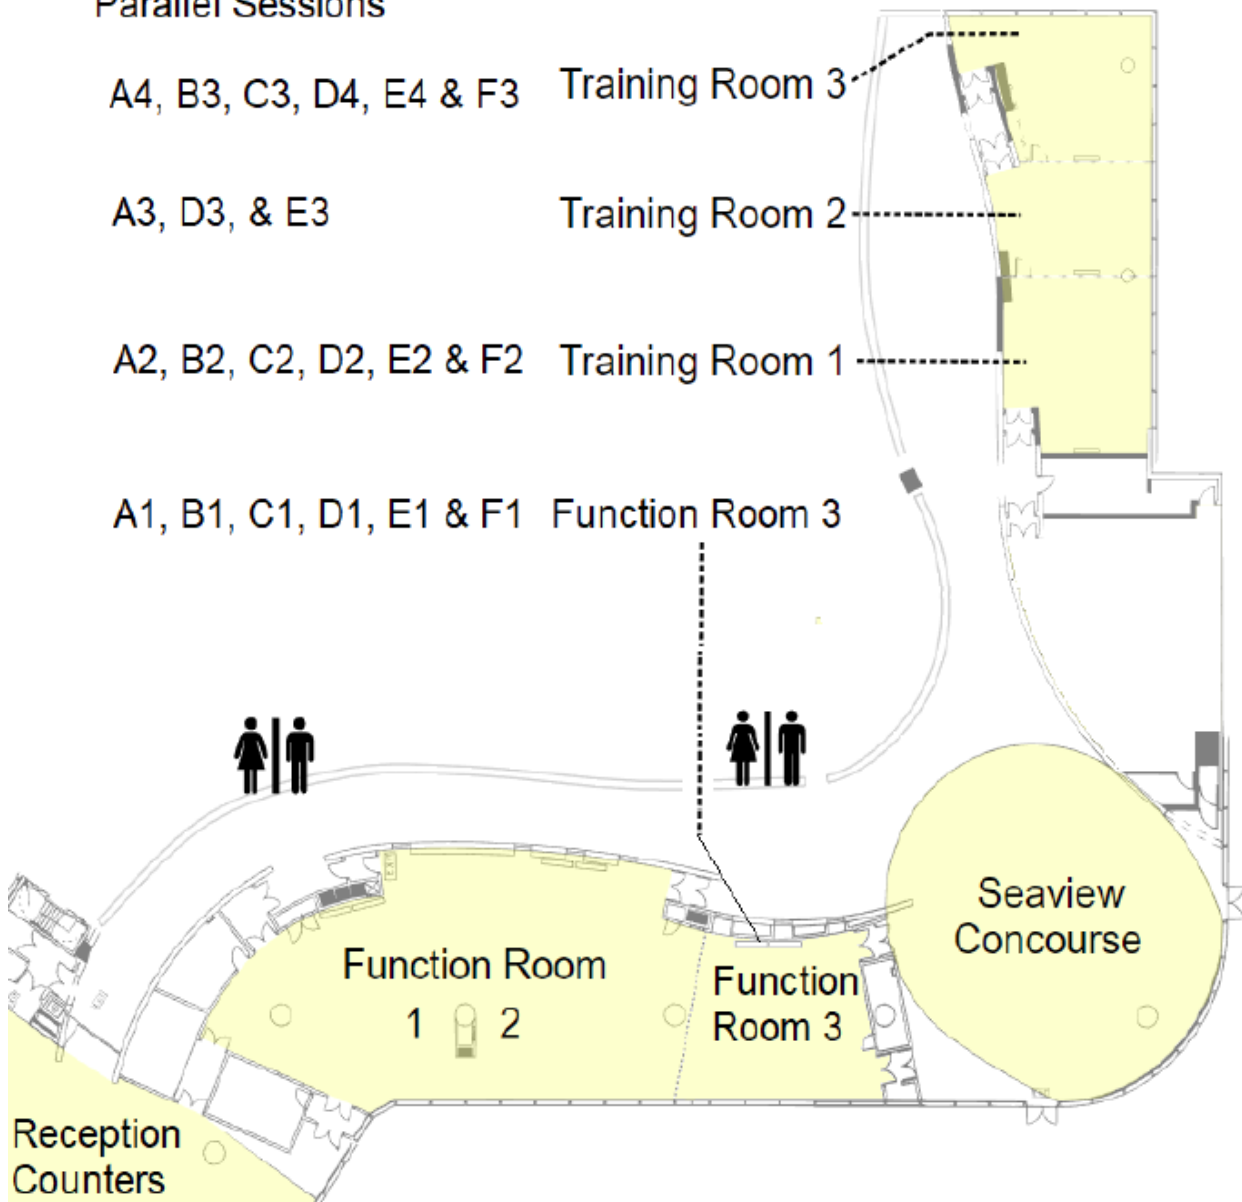 Parallel Sessions
A4, B3, C3, D4, E4 & F3 Training Room 3
A3, D3, & E3 Training Room 2
A2, B2, C2, D2, E2 & F2 Training Room 1
A1, B1, C1, D1, E1 & F1 Function Room 3
Seaview
Concourse
Function Room
1 2
Function
Room 3
Reception
Counters